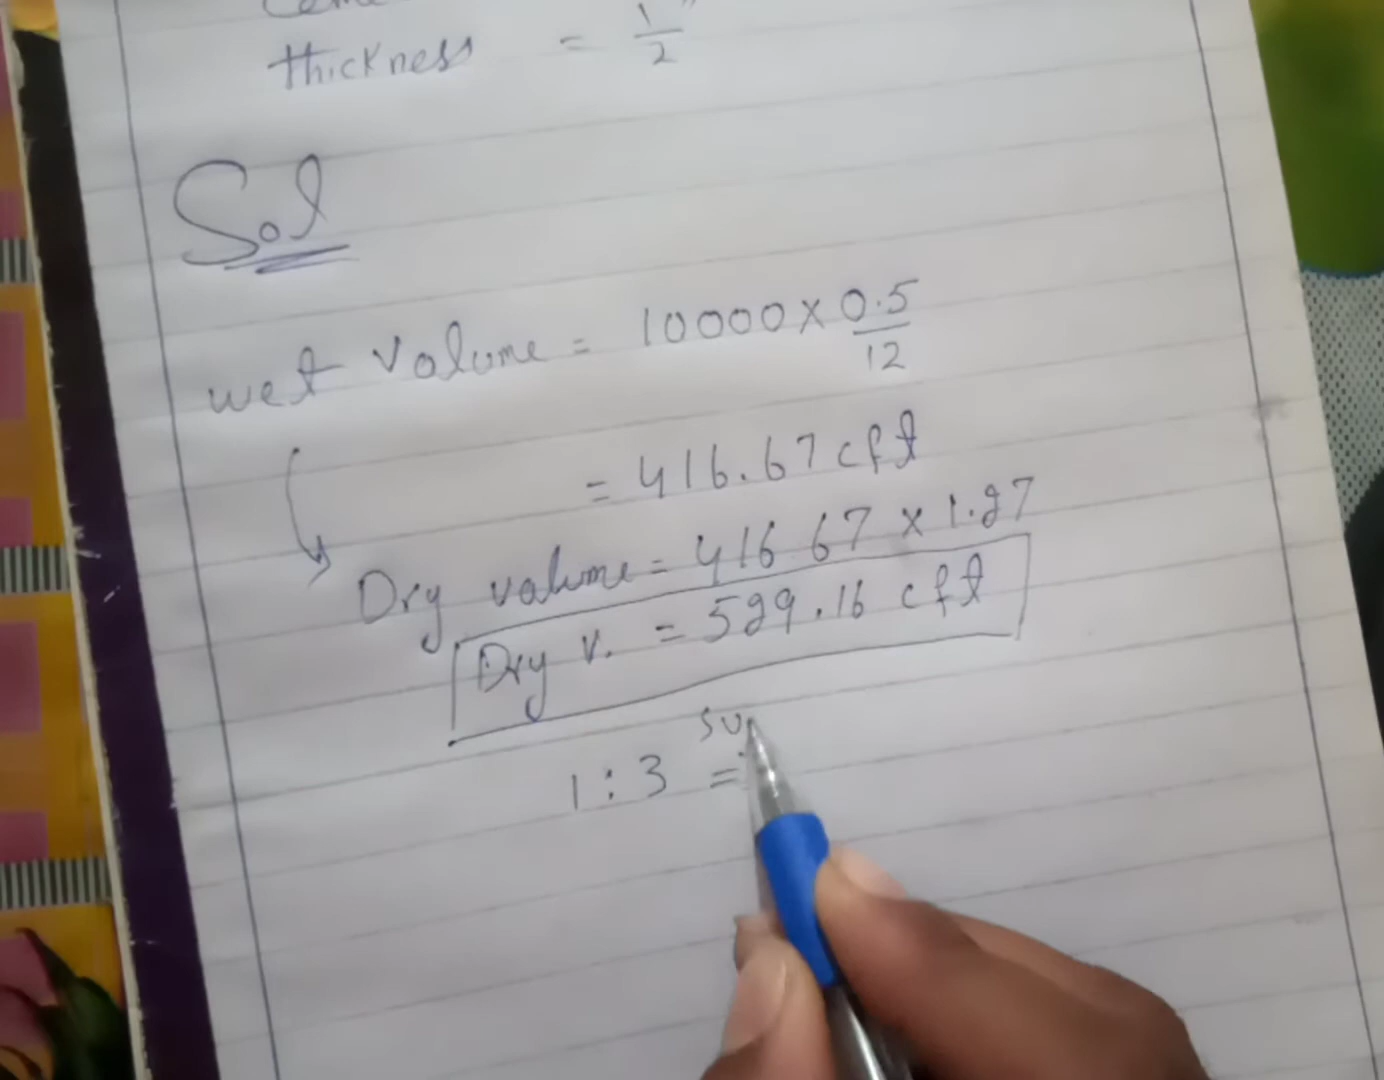 thickness = 1/2"
Sol
wet volume = 10000 x 0.5/12
= 416.67 cft
Dry volume = 416 67 x 1.27
Dry v. = 529.16 cft
su
1:3 =